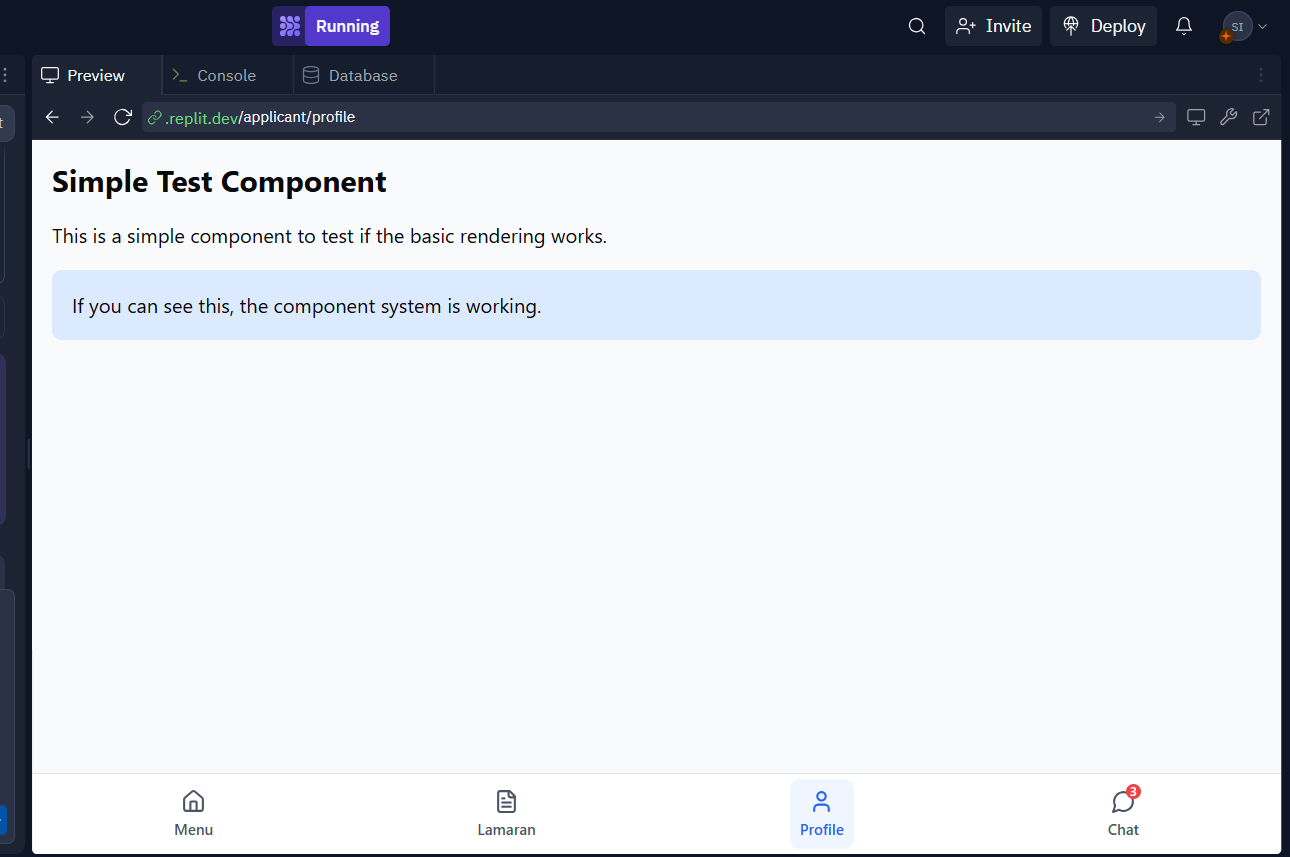 Running
Invite
Deploy
SI
Preview
Console
Database
.replit.dev/applicant/profile
Simple Test Component
This is a simple component to test if the basic rendering works.
If you can see this, the component system is working.
Menu
Lamaran
Profile
3
Chat